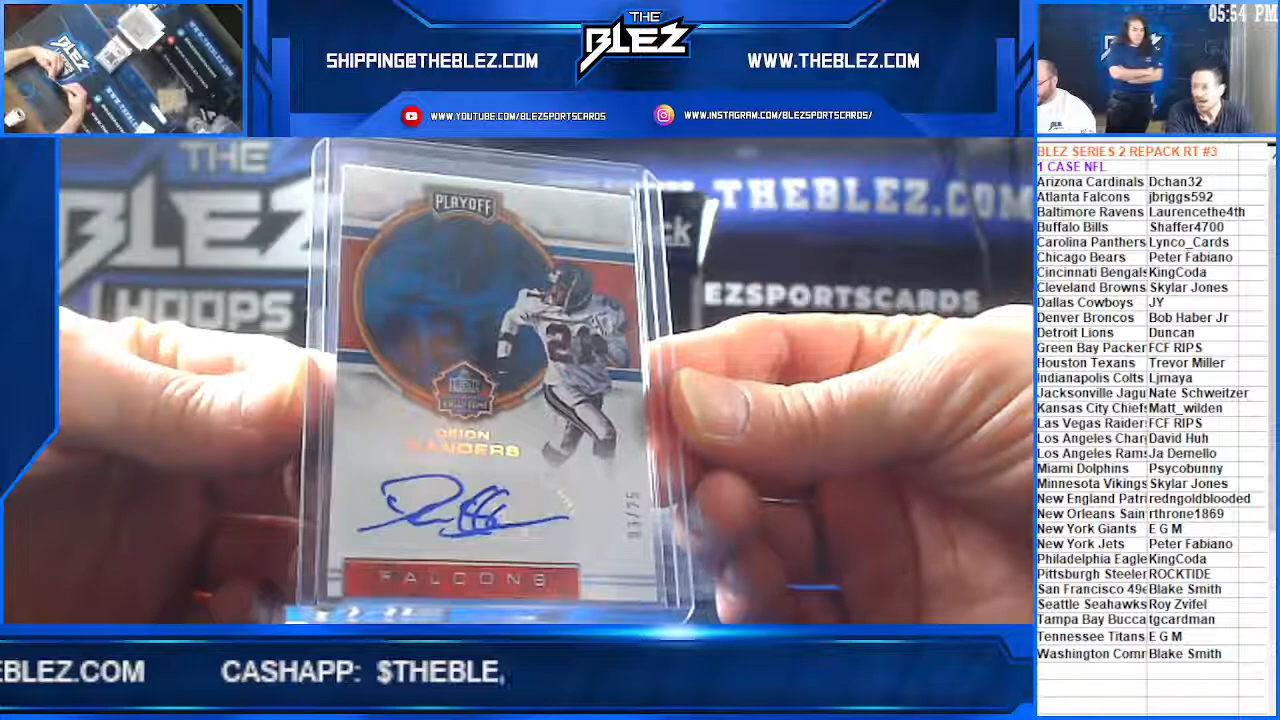 THE
BLEZ
SHIPPING@THEBLEZ.COM
WWW.THEBLEZ.COM
WWW.YOUTUBE.COM/BLEZSPORTSCARDS
WWW.INSTAGRAM.COM/BLEZSPORTSCARDS/
05:54 PM
THE
BLEZ
HOOPS
THEBLEZ.COM
EZSPORTSCARDS
PLAYOFF
20
DEION
SANDERS
FALCONS
EBLEZ.COM CASHAPP: $THEBLE,
BLEZ SERIES 2 REPACK RT #3
1 CASE NFL
Arizona Cardinals Dchan32
Atlanta Falcons jbriggs592
Baltimore Ravens Laurencethe4th
Buffalo Bills Shaffer4700
Carolina Panthers Lynco_Cards
Chicago Bears Peter Fabiano
Cincinnati Bengals KingCoda
Cleveland Browns Skylar Jones
Dallas Cowboys JY
Denver Broncos Bob Haber Jr
Detroit Lions Duncan
Green Bay Packer FCF RIPS
Houston Texans Trevor Miller
Indianapolis Colts Ljmaya
Jacksonville Jagu Nate Schweitzer
Kansas City Chiefs Matt_wilden
Las Vegas Raider FCF RIPS
Los Angeles Char David Huh
Los Angeles Ram Ja Demello
Miami Dolphins Psycobunny
Minnesota Vikings Skylar Jones
New England Patri redngoldblooded
New Orleans Sain rthrone1869
New York Giants E G M
New York Jets Peter Fabiano
Philadelphia Eagle KingCoda
Pittsburgh Steeler ROCKTIDE
San Francisco 49e Blake Smith
Seattle Seahawks Roy Zvifel
Tampa Bay Bucca tgcardman
Tennessee Titans E G M
Washington Comm Blake Smith